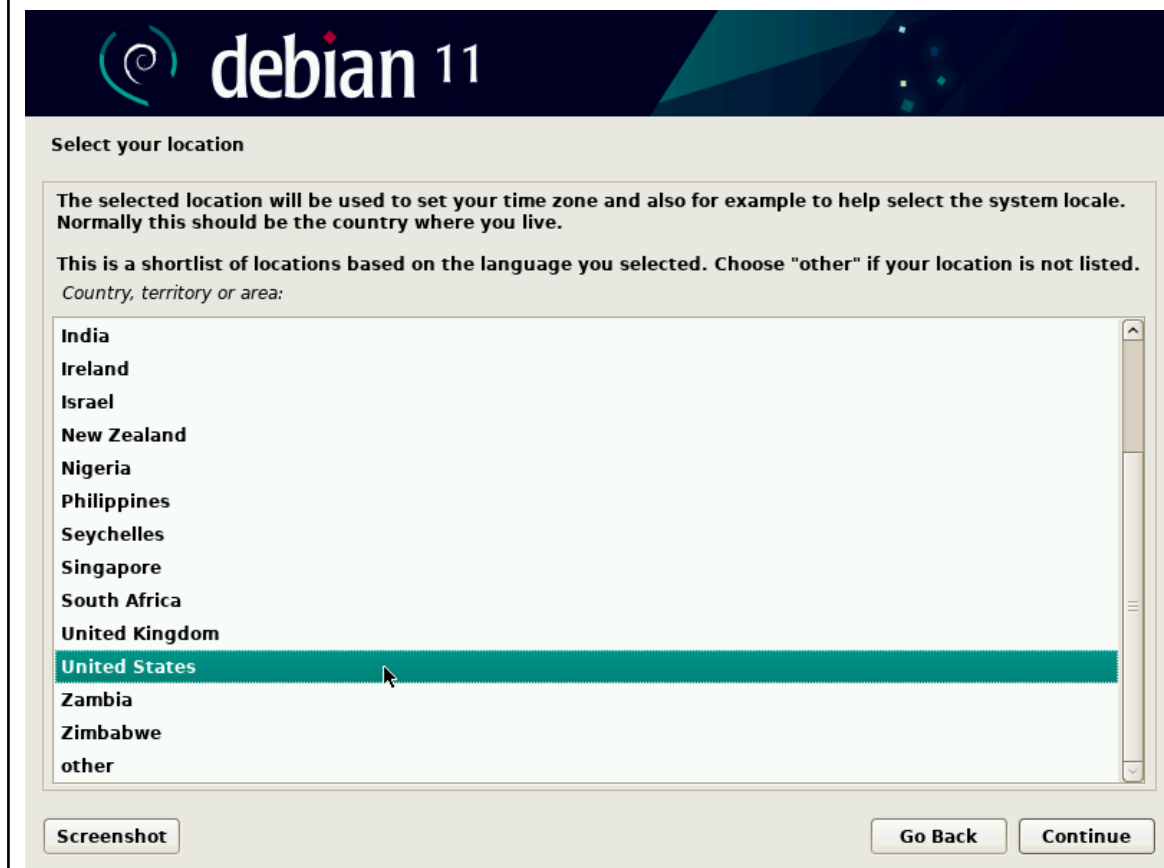 debian 11
Select your location
The selected location will be used to set your time zone and also for example to help select the system locale.
Normally this should be the country where you live.
This is a shortlist of locations based on the language you selected. Choose "other" if your location is not listed.
Country, territory or area:
India
Ireland
Israel
New Zealand
Nigeria
Philippines
Seychelles
Singapore
South Africa
United Kingdom
United States
Zambia
Zimbabwe
other
Screenshot
Go Back
Continue